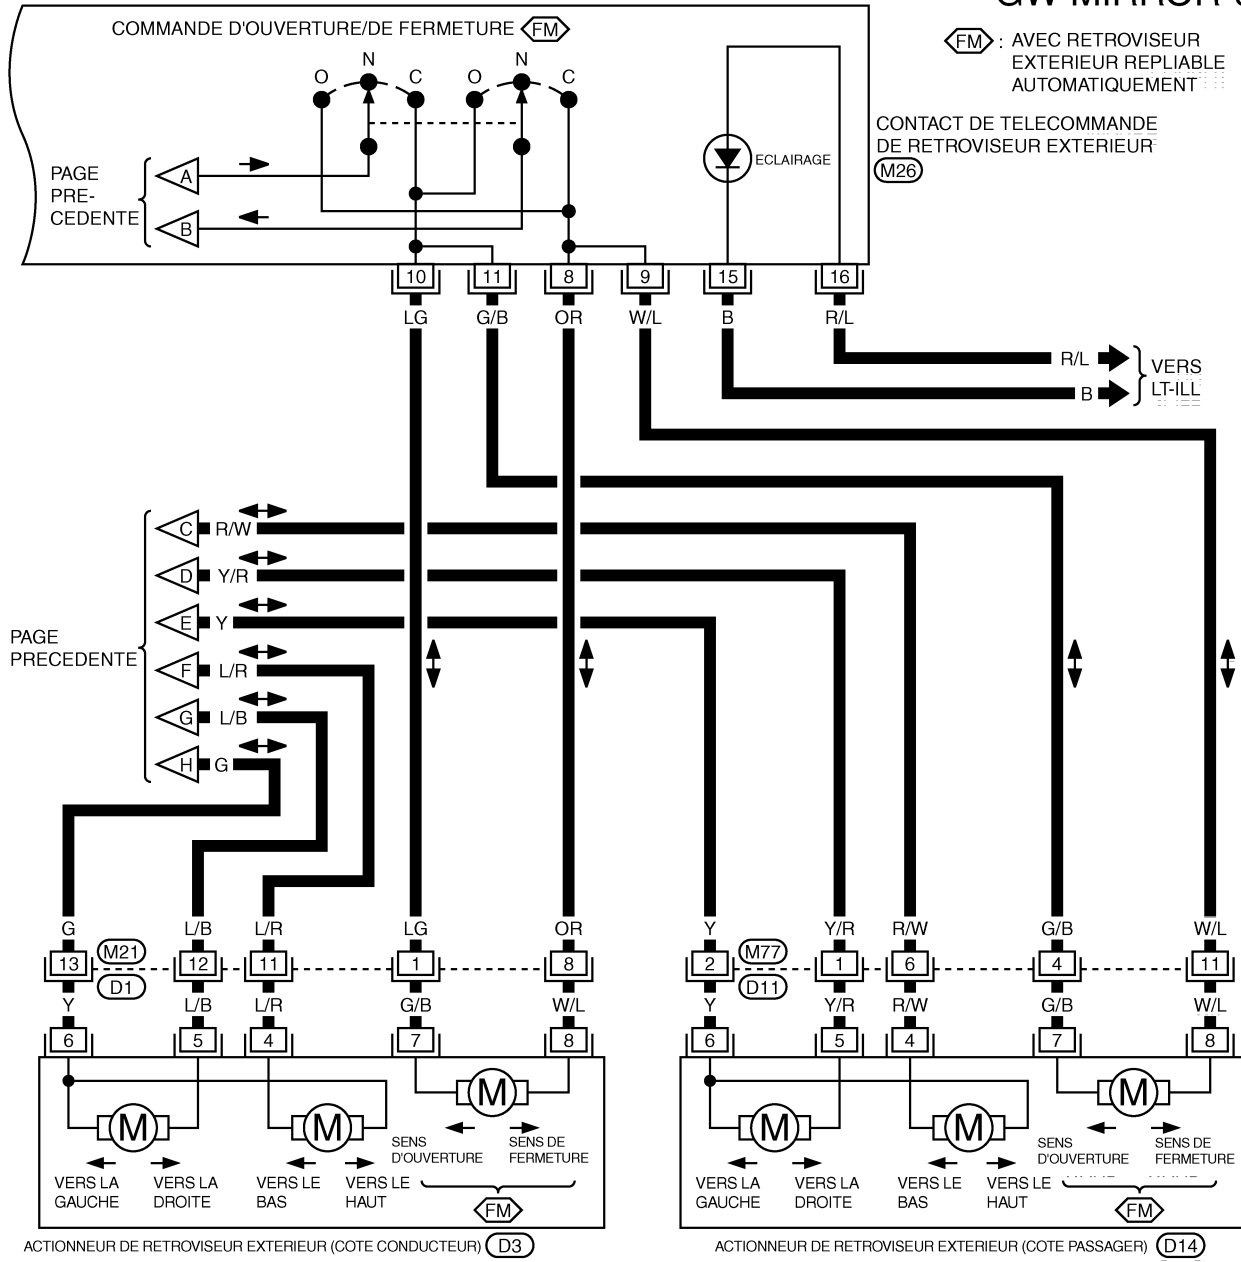 GW-MIRROR-
COMMANDE D'OUVERTURE/DE FERMETURE FM
FM : AVEC RETROVISEUR
EXTERIEUR REPLIABLE
AUTOMATIQUEMENT
O N C O N C
CONTACT DE TELECOMMANDE
DE RETROVISEUR EXTERIEUR
M26
ECLAIRAGE
PAGE
PRE-
CEDENTE
A
B
10 11 8 9 15 16
LG G/B OR W/L B R/L
R/L
B
VERS
LT-ILL
C R/W
D Y/R
E Y
F L/R
G L/B
H G
PAGE
PRECEDENTE
G L/B L/R LG OR Y Y/R R/W G/B W/L
13 M21 12 11 1 8 2 M77 1 6 4 11
D1 D11
Y L/B L/R G/B W/L Y Y/R R/W G/B W/L
6 5 4 7 8 6 5 4 7 8
M M M M M M
SENS
D'OUVERTURE
SENS DE
FERMETURE
VERS LA
GAUCHE
VERS LA
DROITE
VERS LE
BAS
VERS LE
HAUT
FM
SENS
D'OUVERTURE
SENS DE
FERMETURE
VERS LA
GAUCHE
VERS LA
DROITE
VERS LE
BAS
VERS LE
HAUT
FM
ACTIONNEUR DE RETROVISEUR EXTERIEUR (COTE CONDUCTEUR) D3
ACTIONNEUR DE RETROVISEUR EXTERIEUR (COTE PASSAGER) D14